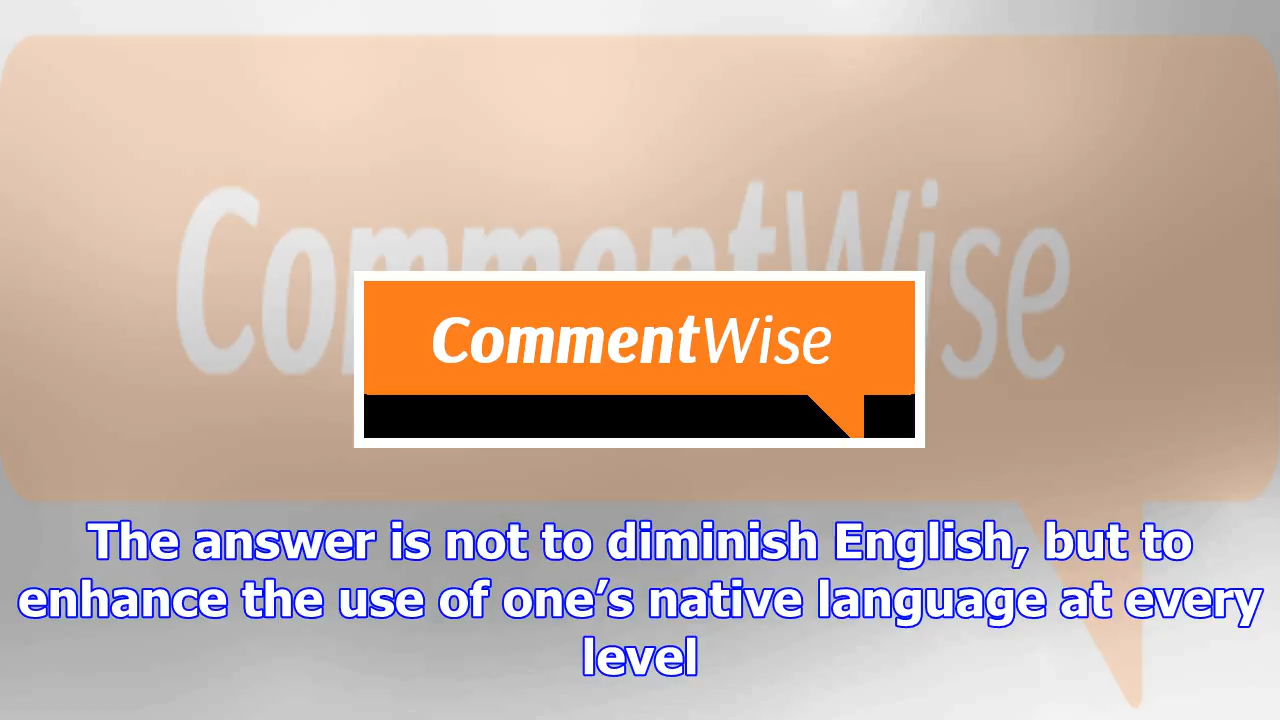 CommentWise
CommentWise
The answer is not to diminish English, but to
enhance the use of one’s native language at every
level